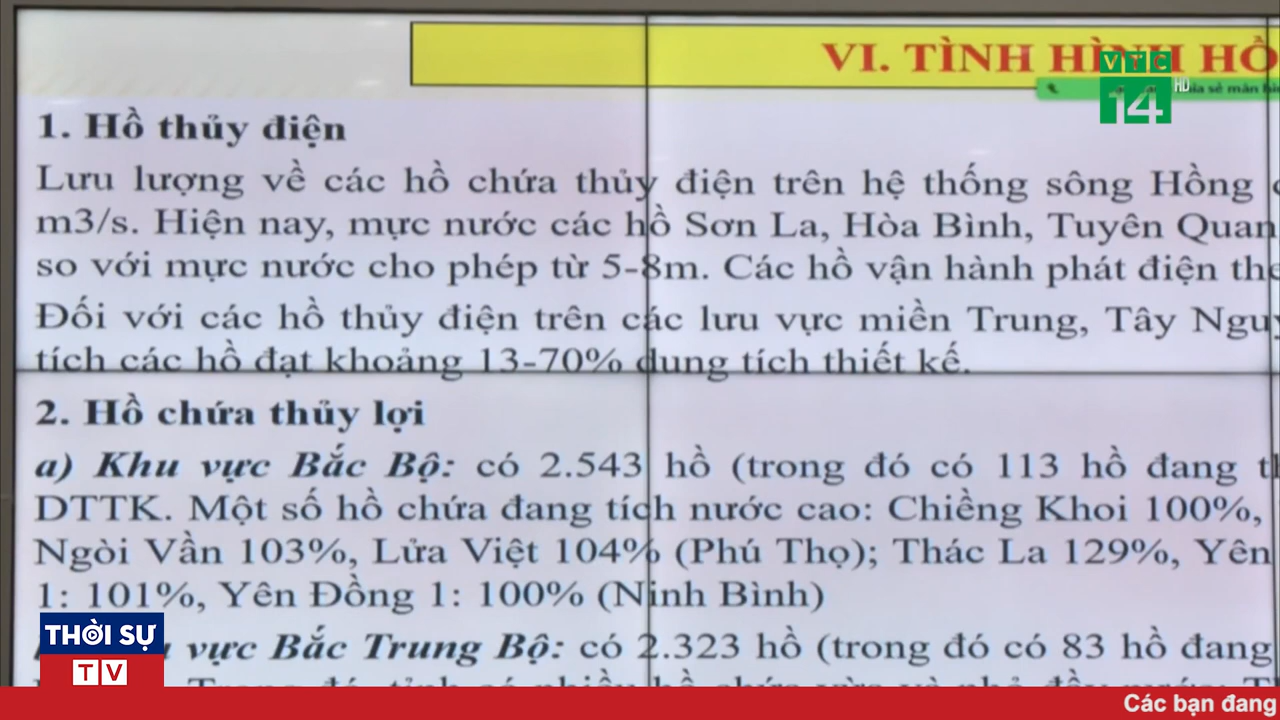 VI. TÌNH HÌNH HỒ
VTC
14
HD
1. Hồ thủy điện
Lưu lượng về các hồ chứa thủy điện trên hệ thống sông Hồng
m3/s. Hiện nay, mực nước các hồ Sơn La, Hòa Bình, Tuyên Quan
so với mực nước cho phép từ 5-8m. Các hồ vận hành phát điện the
Đối với các hồ thủy điện trên các lưu vực miền Trung, Tây Nguy
tích các hồ đạt khoảng 13-70% dung tích thiết kế.
2. Hồ chứa thủy lợi
a) Khu vực Bắc Bộ: có 2.543 hồ (trong đó có 113 hồ đang th
DTTK. Một số hồ chứa đang tích nước cao: Chiềng Khoi 100%,
Ngòi Vần 103%, Lửa Việt 104% (Phú Thọ); Thác La 129%, Yên
1: 101%, Yên Đồng 1: 100% (Ninh Bình)
vực Bắc Trung Bộ: có 2.323 hồ (trong đó có 83 hồ đang
THỜI SỰ
TV
Các bạn đang